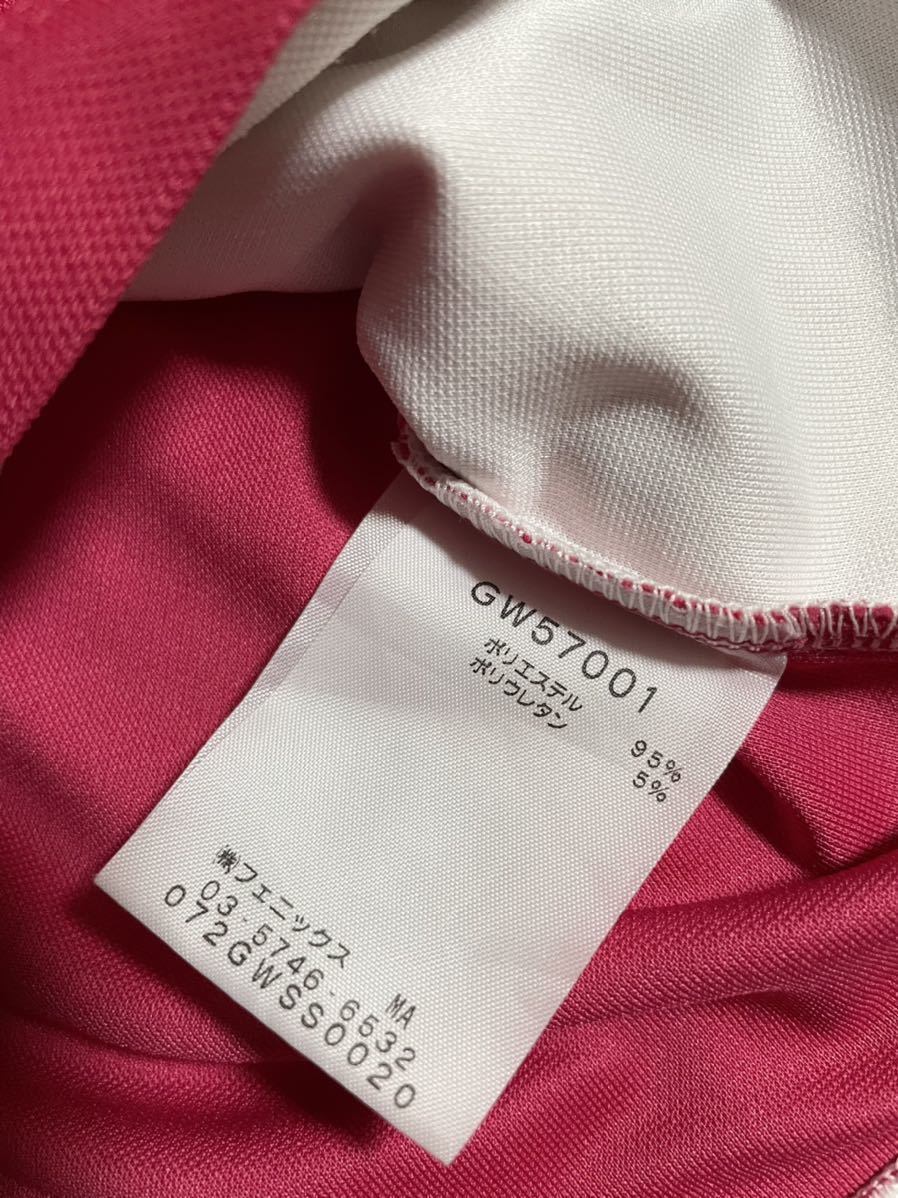 GW57001
ポリエステル 95%
ポリウレタン 5%
㈱フェニックス MA
03-5746-6532
072GWSS0020